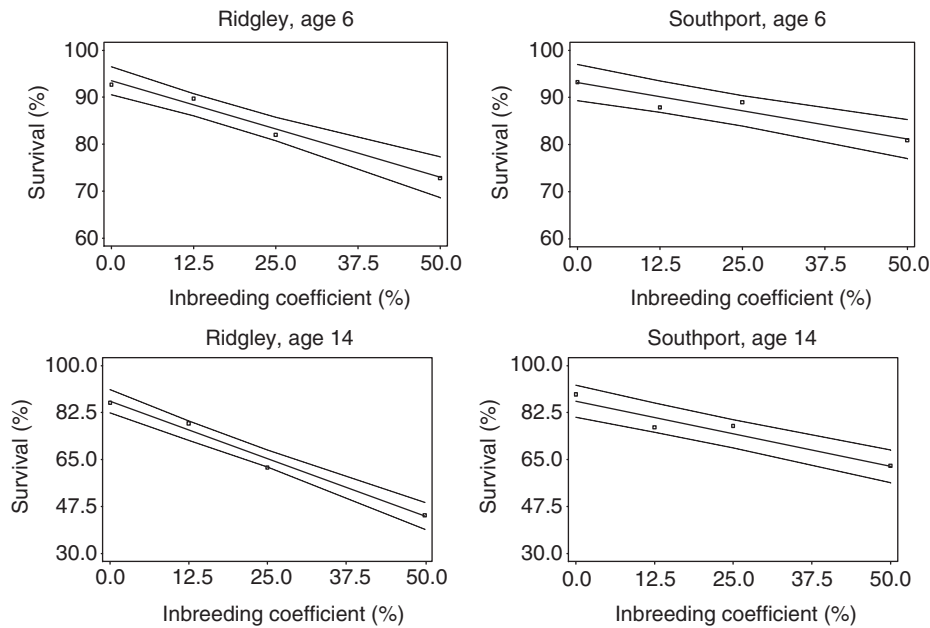 Ridgley, age 6
Survival (%)
100
90
80
70
60
0.0 12.5 25.0 37.5 50.0
Inbreeding coefficient (%)
Southport, age 6
Survival (%)
100
90
80
70
60
0.0 12.5 25.0 37.5 50.0
Inbreeding coefficient (%)
Ridgley, age 14
Survival (%)
100.0
82.5
65.0
47.5
30.0
0.0 12.5 25.0 37.5 50.0
Inbreeding coefficient (%)
Southport, age 14
Survival (%)
100.0
82.5
65.0
47.5
30.0
0.0 12.5 25.0 37.5 50.0
Inbreeding coefficient (%)